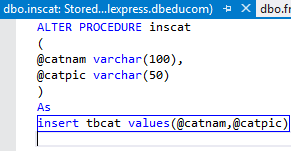 dbo.inscat: Stored...lexpress.dbeducom)
dbo.fr
ALTER PROCEDURE inscat
(
@catnam varchar(100),
@catpic varchar(50)
)
As
insert tbcat values(@catnam,@catpic)